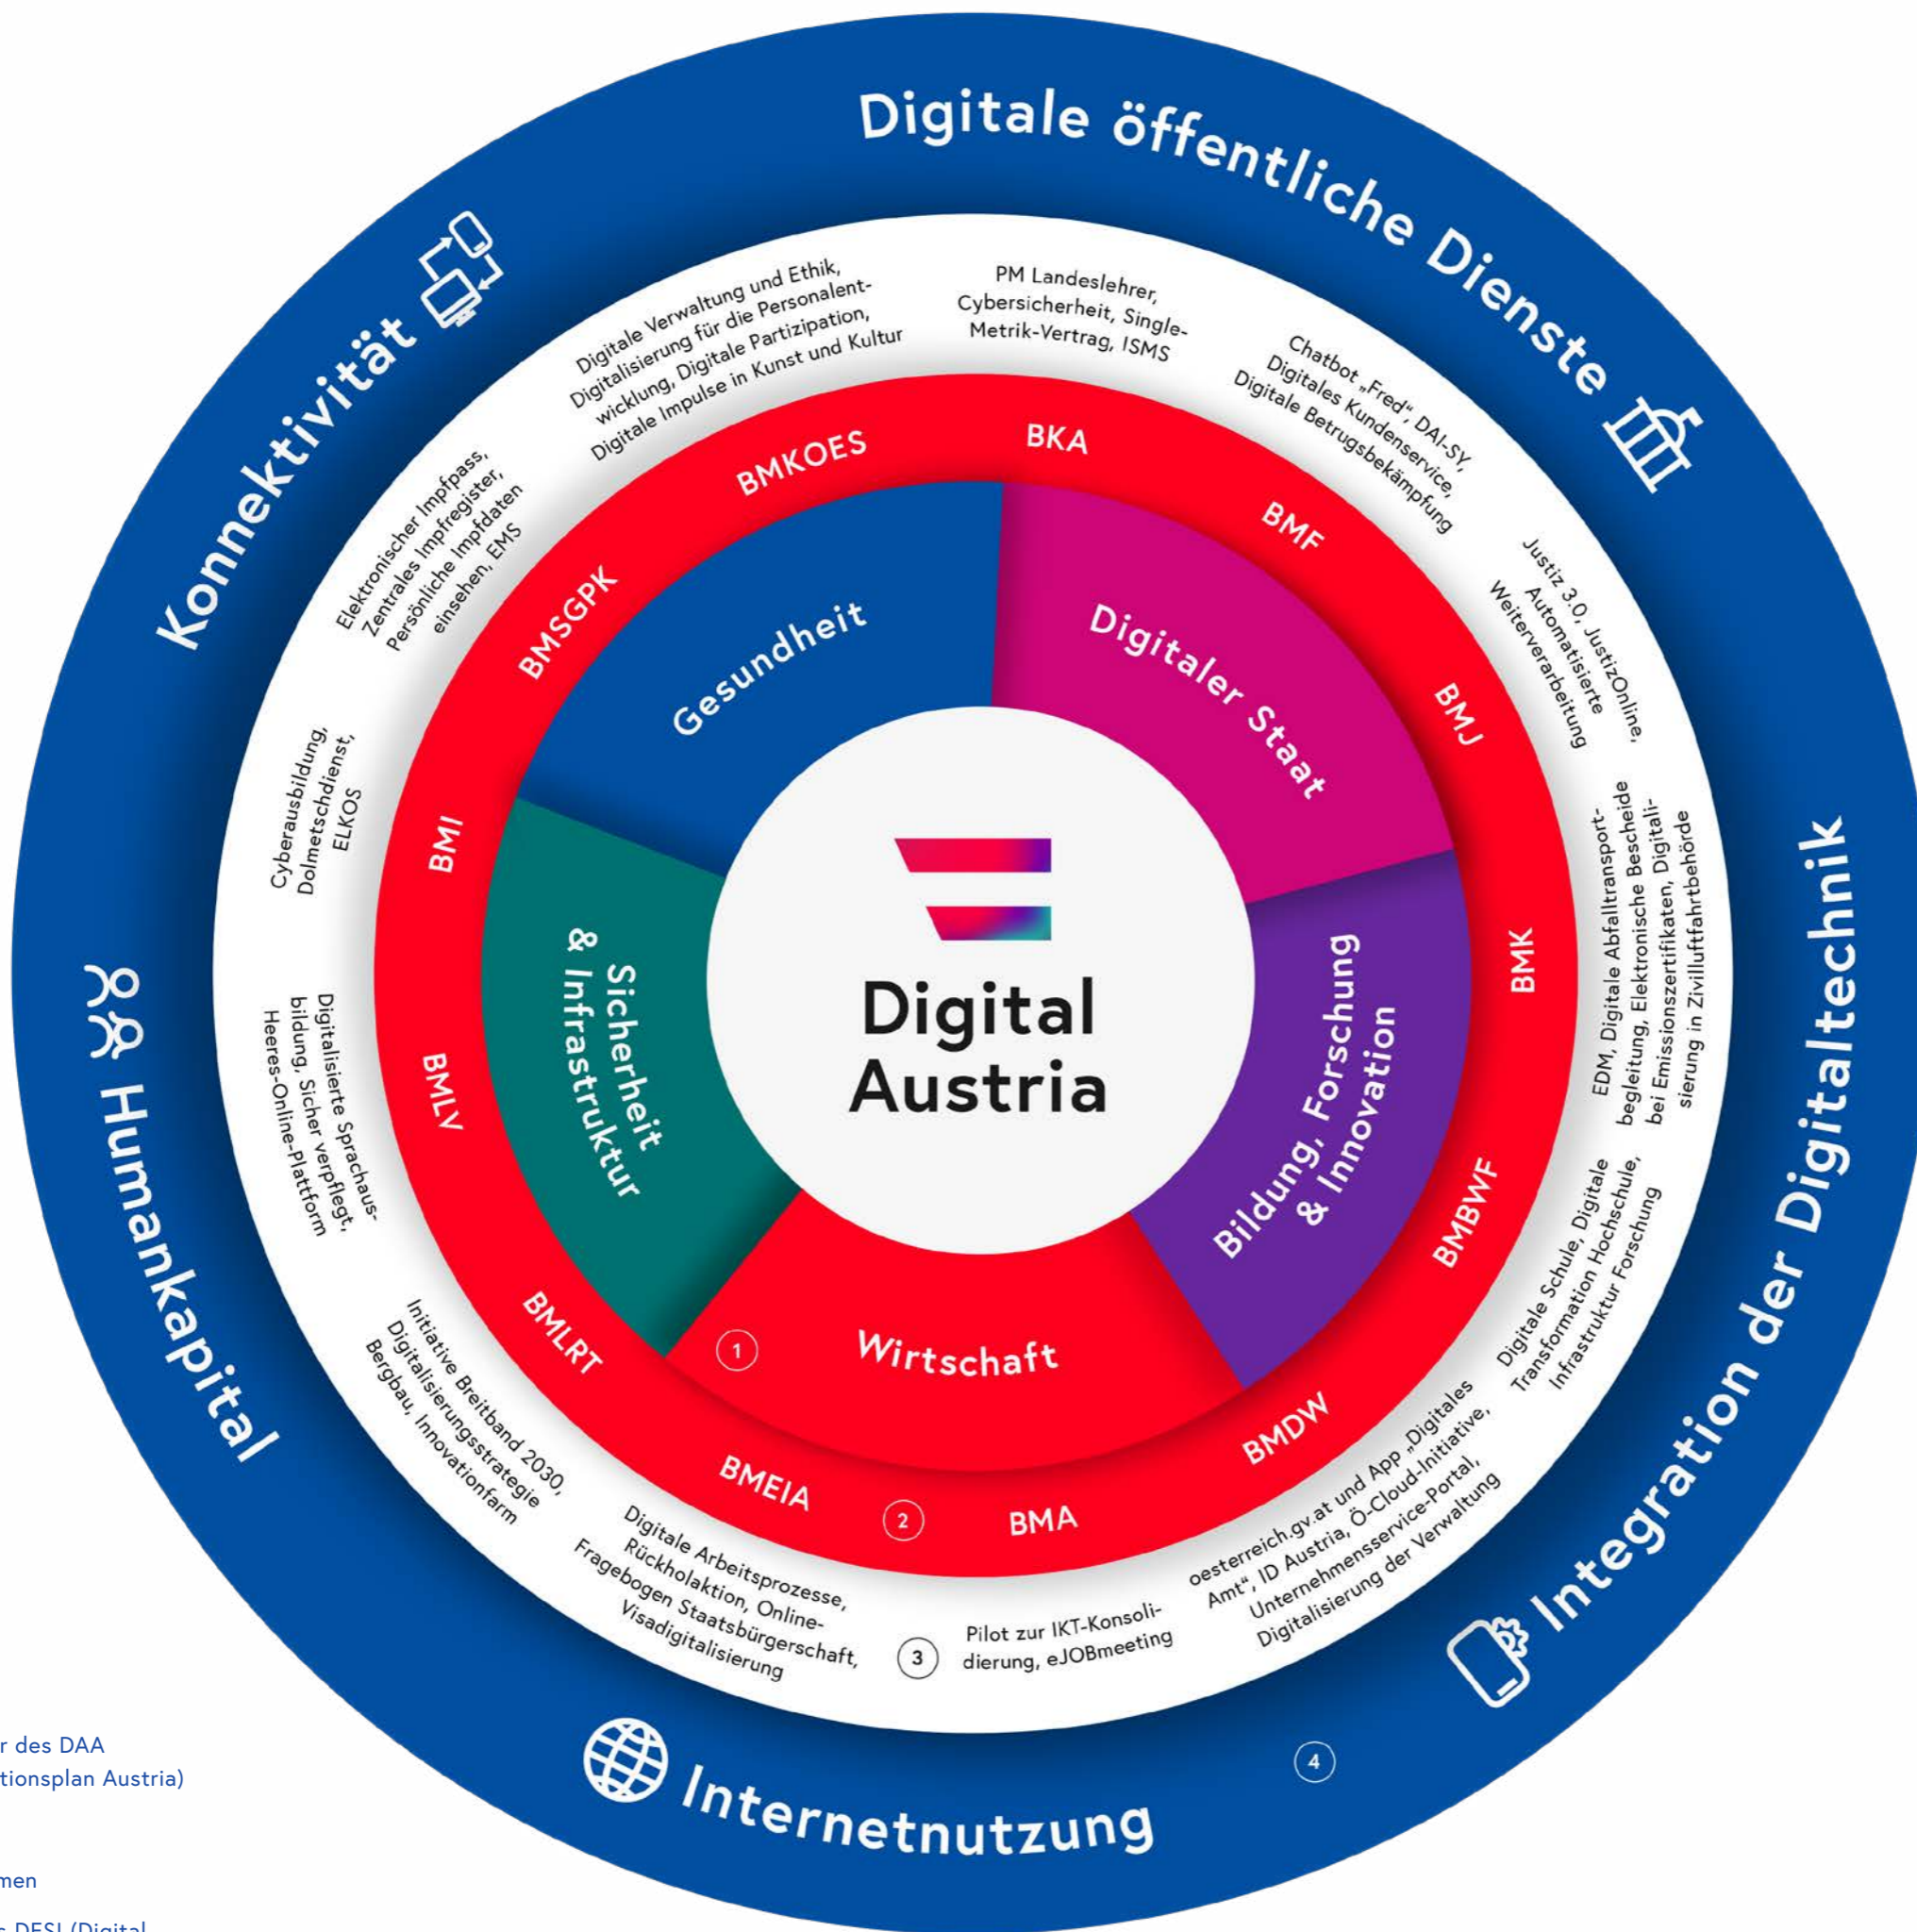 Digitale öffentliche Dienste
Konnektivität
Humankapital
Internetnutzung
Integration der Digitaltechnik
4
PM Landeslehrer,
Cybersicherheit, Single-
Metrik-Vertrag, ISMS
Chatbot „Fred“, DAI-SY,
Digitales Kundenservice,
Digitale Betrugsbekämpfung
Justiz 3.0, JustizOnline,
Automatisierte
Weiterverarbeitung
EDM, Digitale Abfalltransport-
begleitung, Elektronische Bescheide
bei Emissionszertifikaten, Digitali-
sierung in Zivilluftfahrtbehörde
Digitale Schule, Digitale
Transformation Hochschule,
Infrastruktur Forschung
oesterreich.gv.at und App „Digitales
Amt“, ID Austria, Ö-Cloud-Initiative,
Unternehmensservice-Portal,
Digitalisierung der Verwaltung
Pilot zur IKT-Konsoli-
dierung, eJOBmeeting
3
Digitale Arbeitsprozesse,
Rückholaktion, Online-
Fragebogen Staatsbürgerschaft,
Visadigitalisierung
Initiative Breitband 2030,
Digitalisierungsstrategie
Bergbau, Innovationfarm
Digitalisierte Sprachaus-
bildung, Sicher verpflegt,
Heeres-Online-Plattform
Cyberausbildung,
Dolmetschdienst,
ELKOS
Elektronischer Impfpass,
Zentrales Impfregister,
Persönliche Impfdaten
einsehen, EMS
Digitale Verwaltung und Ethik,
Digitalisierung für die Personalent-
wicklung, Digitale Partizipation,
Digitale Impulse in Kunst und Kultur
BKA
BMF
BMJ
BMK
BMBWF
BMDW
BMA
2
BMEIA
BMLRT
BMLV
BMI
BMSGPK
BMKOES
Gesundheit
Digitaler Staat
Bildung, Forschung
& Innovation
Wirtschaft
1
Sicherheit
& Infrastruktur
Digital
Austria
r des DAA
tionsplan Austria)
men
DESI (Digital